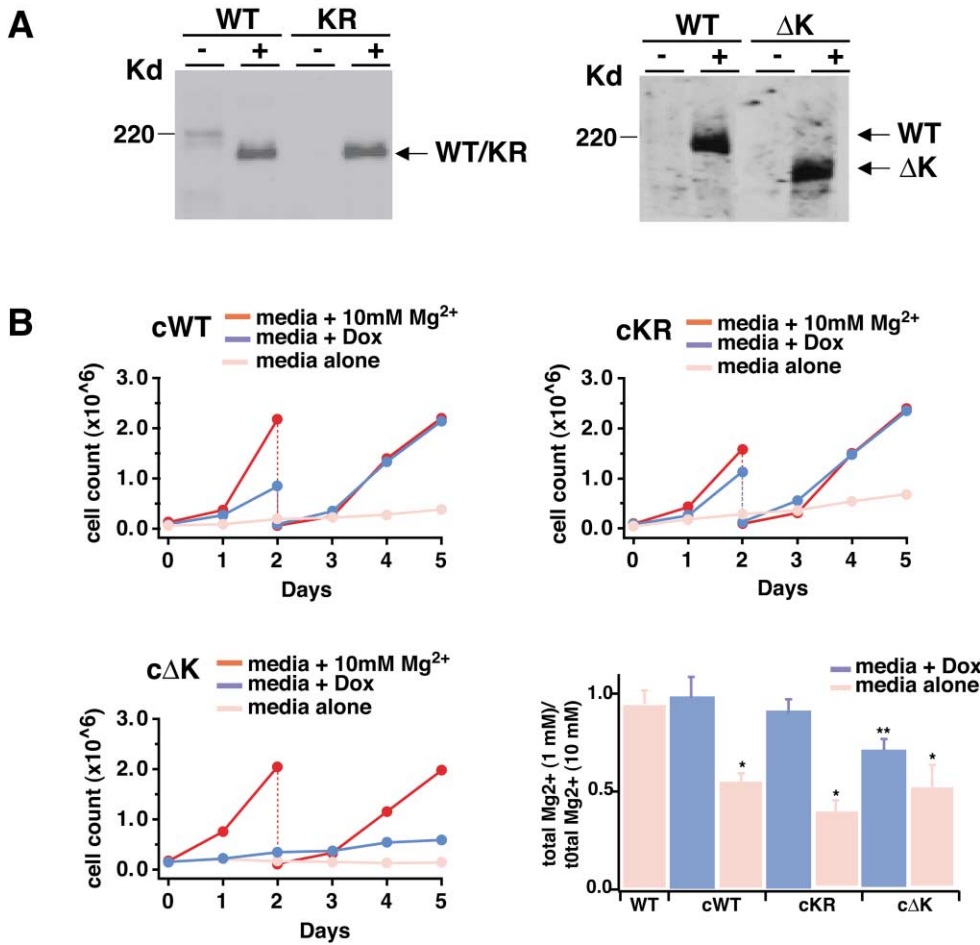 A
WT KR
- + - +
Kd
220
WT/KR
WT ΔK
- + - +
Kd
220
WT
ΔK
B
cWT
media + 10mM Mg2+
media + Dox
media alone
cell count (x10^6)
3.0
2.0
1.0
0.0
0 1 2 3 4 5
Days
cKR
media + 10mM Mg2+
media + Dox
media alone
cell count (x10^6)
3.0
2.0
1.0
0.0
0 1 2 3 4 5
Days
cΔK
media + 10mM Mg2+
media + Dox
media alone
cell count (x10^6)
3.0
2.0
1.0
0.0
0 1 2 3 4 5
Days
media + Dox
media alone
total Mg2+ (1 mM)/
t0tal Mg2+ (10 mM)
1.0
0.5
0.0
* * ** *
WT cWT cKR cΔK